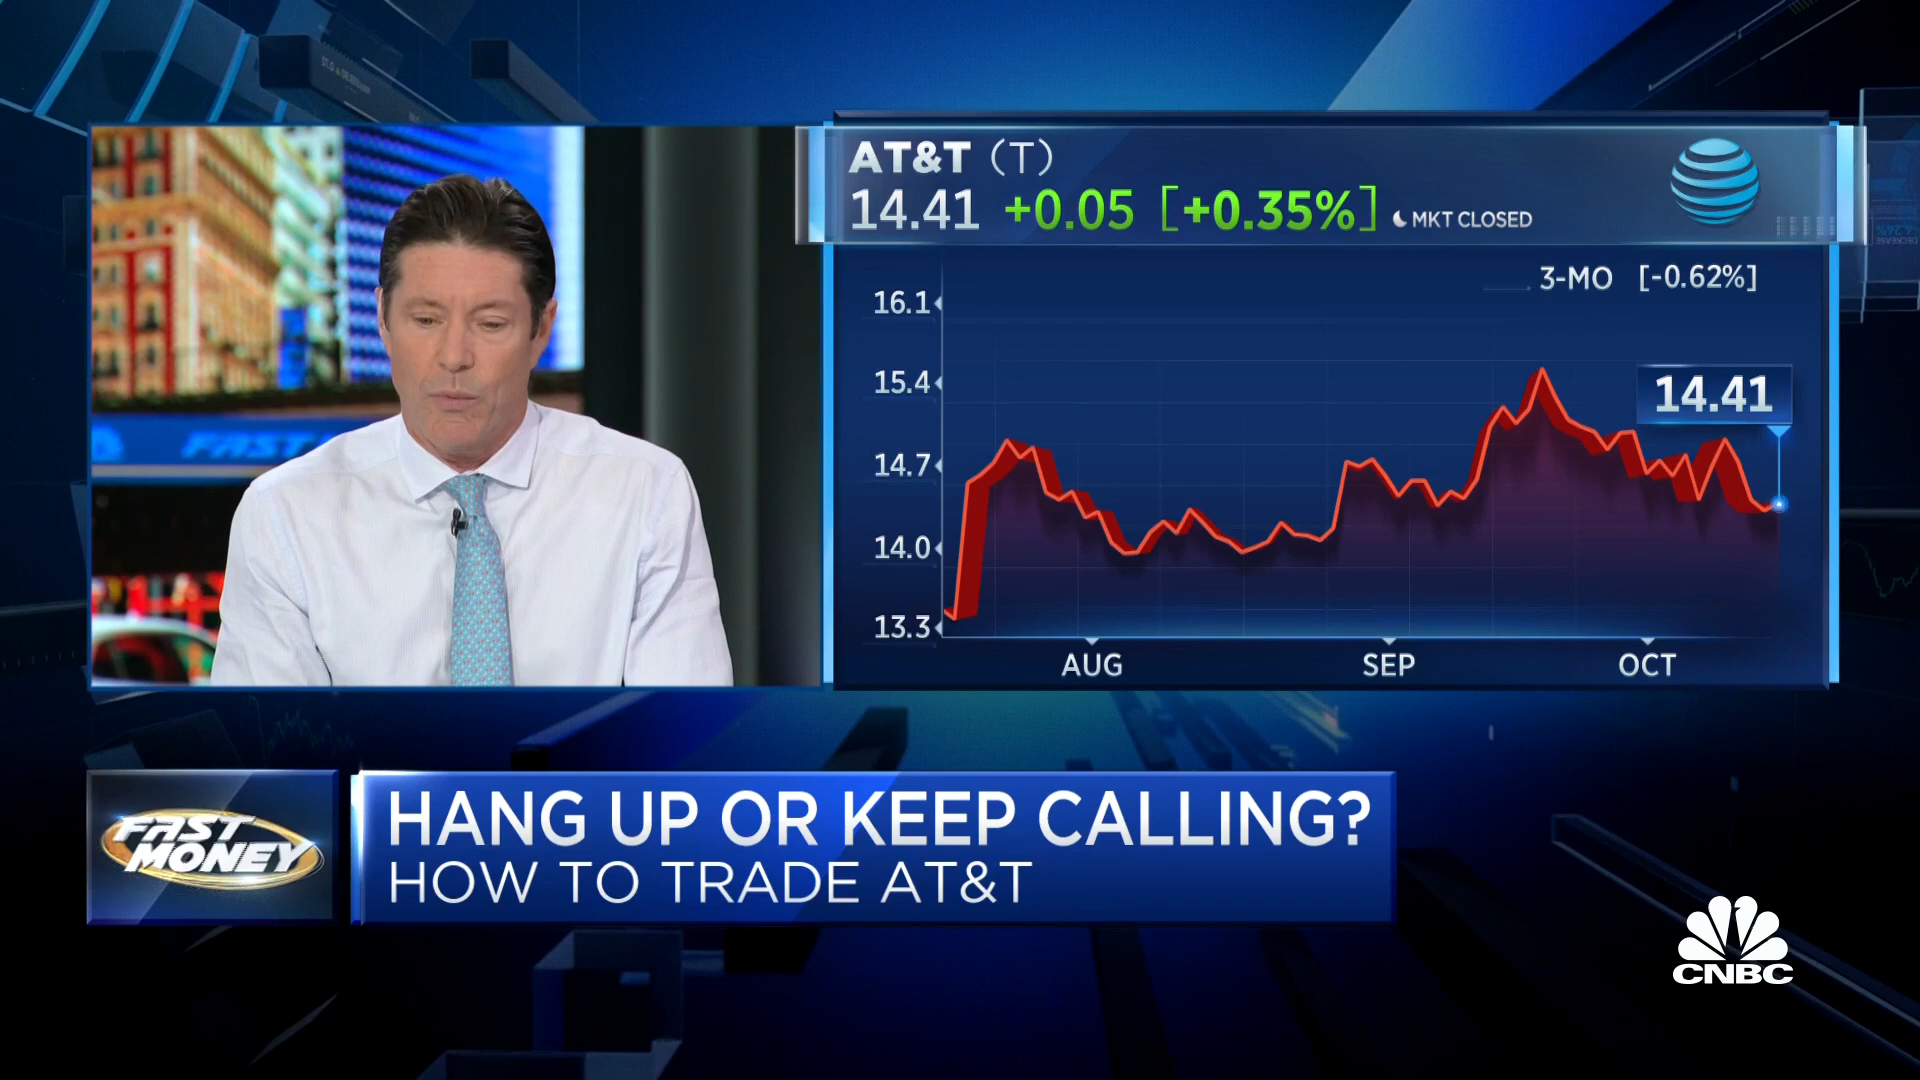 AT&T (T)
14.41 +0.05 [+0.35%] MKT CLOSED
3-MO [-0.62%]
16.1
15.4
14.7
14.0
13.3
14.41
AUG SEP OCT
FAST
FAST MONEY
HANG UP OR KEEP CALLING?
HOW TO TRADE AT&T
CNBC